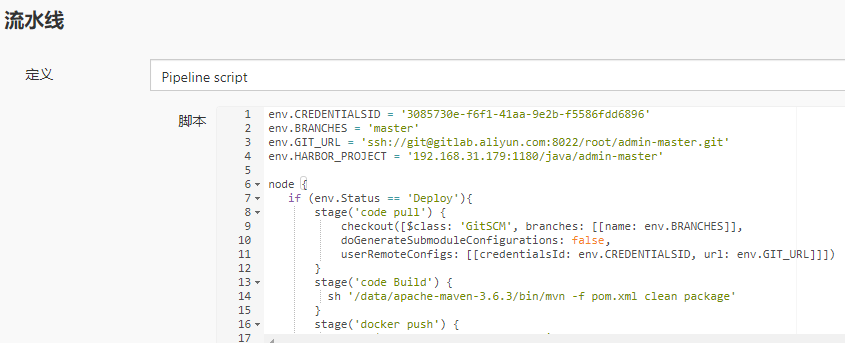 流水线
定义
Pipeline script
脚本
1 env.CREDENTIALSID = '3085730e-f6f1-41aa-9e2b-f5586fdd6896'
2 env.BRANCHES = 'master'
3 env.GIT_URL = 'ssh://git@gitlab.aliyun.com:8022/root/admin-master.git'
4 env.HARBOR_PROJECT = '192.168.31.179:1180/java/admin-master'
5
6 node {
7 if (env.Status == 'Deploy'){
8 stage('code pull') {
9 checkout([$class: 'GitSCM', branches: [[name: env.BRANCHES]],
10 doGenerateSubmoduleConfigurations: false,
11 userRemoteConfigs: [[credentialsId: env.CREDENTIALSID, url: env.GIT_URL]]])
12 }
13 stage('code Build') {
14 sh '/data/apache-maven-3.6.3/bin/mvn -f pom.xml clean package'
15 }
16 stage('docker push') {
17